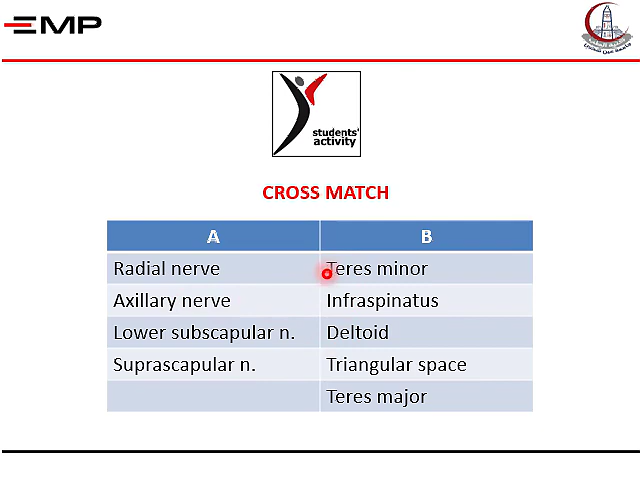 EMP
students'
activity
CROSS MATCH
A B
Radial nerve Teres minor
Axillary nerve Infraspinatus
Lower subscapular n. Deltoid
Suprascapular n. Triangular space
Teres major